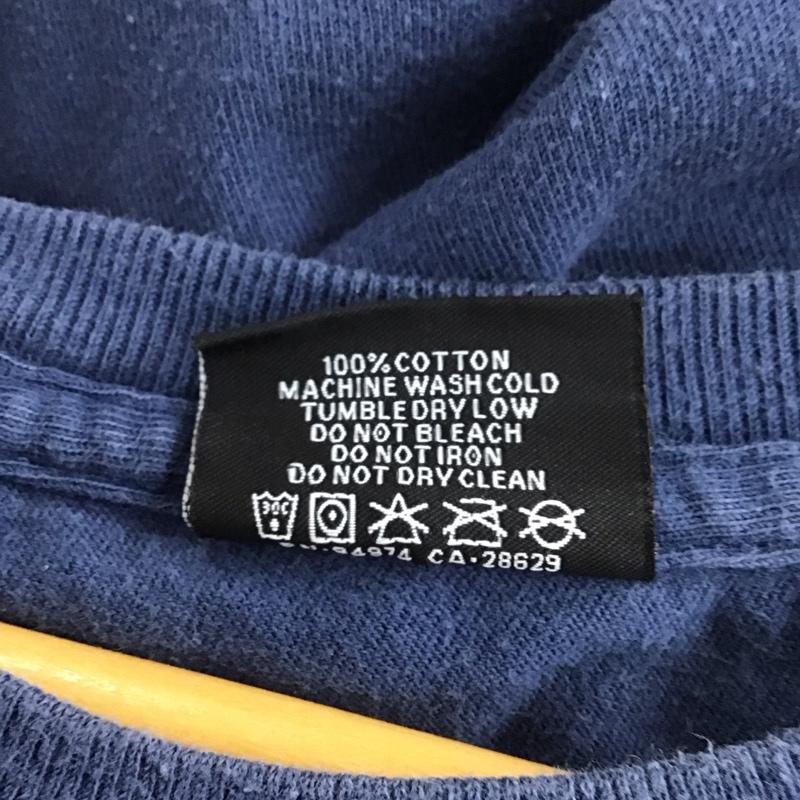 100% COTTON
MACHINE WASH COLD
TUMBLE DRY LOW
DO NOT BLEACH
DO NOT IRON
DO NOT DRY CLEAN
30C
94974 CA·28629